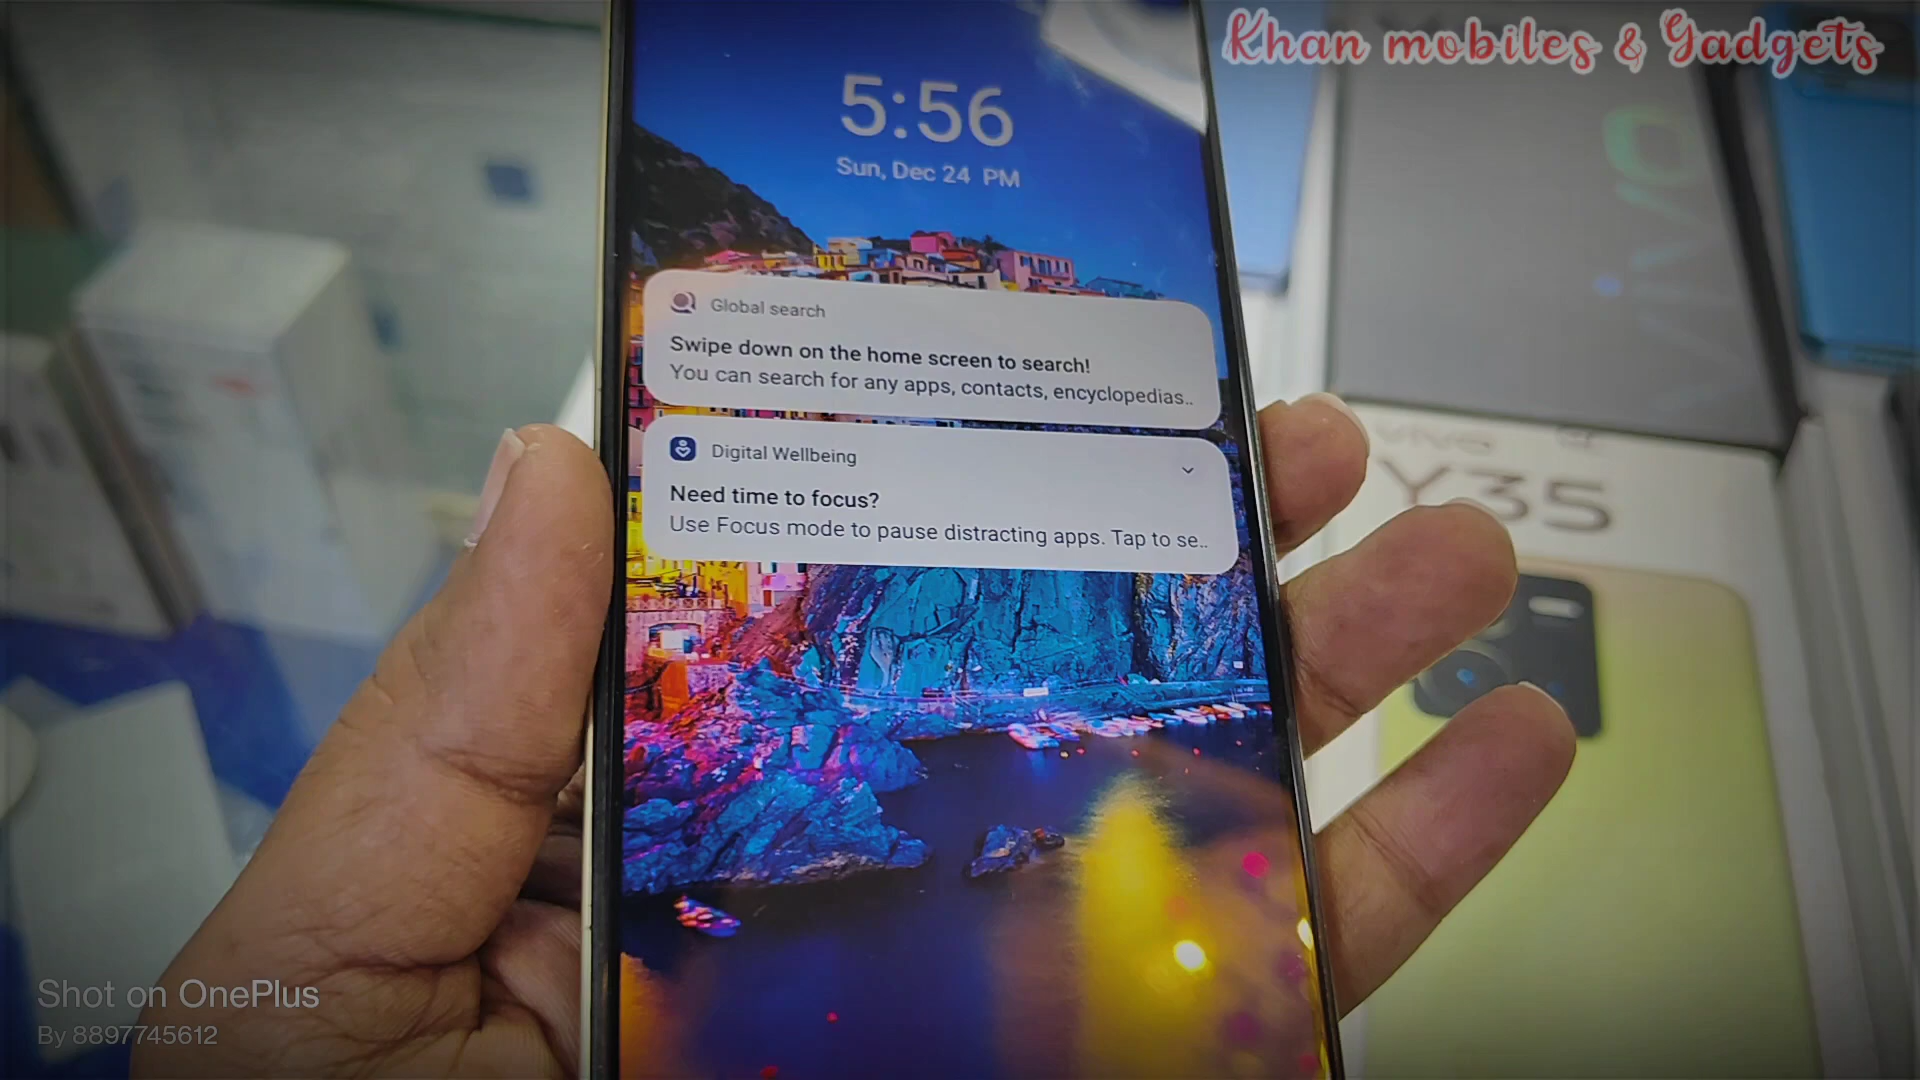 Khan mobiles & Gadgets
5:56
Sun, Dec 24 PM
Global search
Swipe down on the home screen to search!
You can search for any apps, contacts, encyclopedias..
Digital Wellbeing
Need time to focus?
Use Focus mode to pause distracting apps. Tap to se..
vivo
vivo
Y35
Shot on OnePlus
By 8897745612